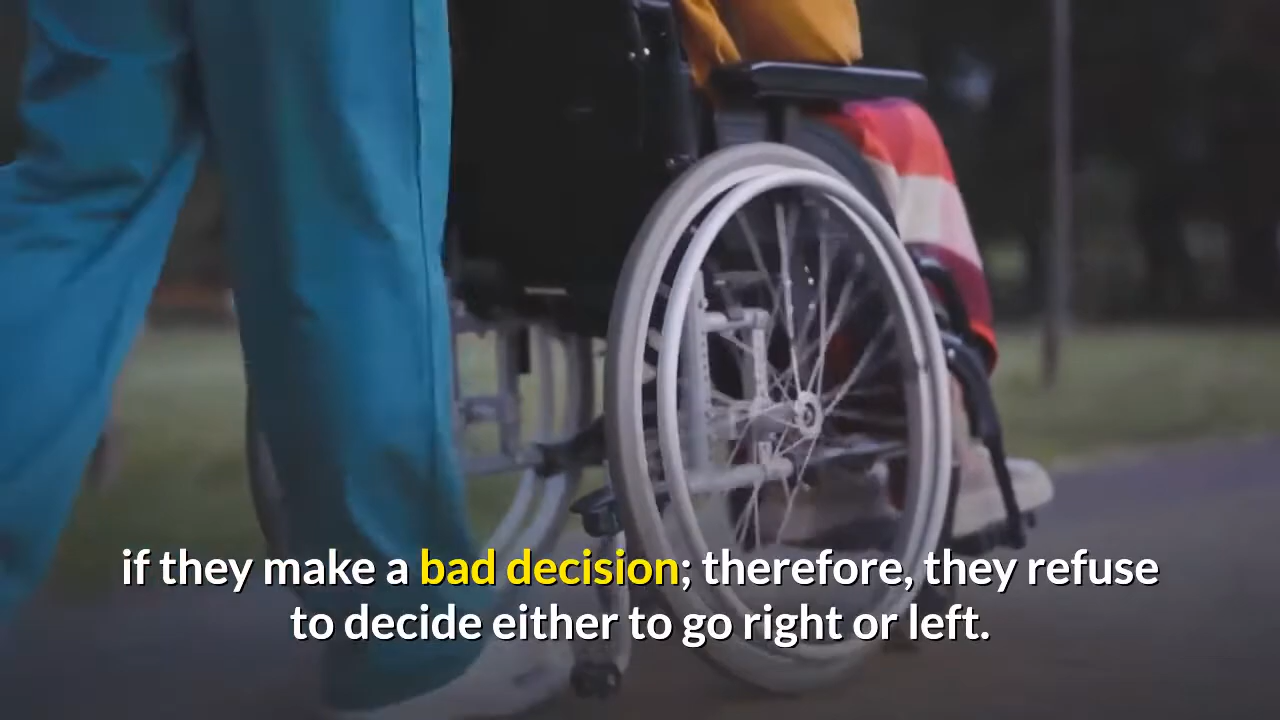 if they make a bad decision; therefore, they refuse
to decide either to go right or left.